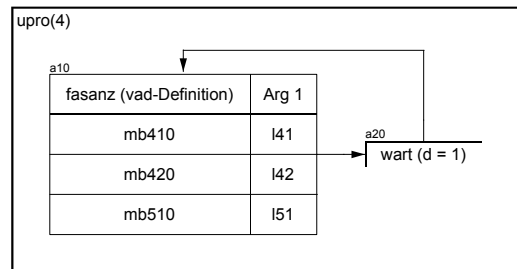 upro(4)
a10
fasanz (vad-Definition) Arg 1
mb410 l41
a20
mb420 l42 wart (d = 1)
mb510 l51